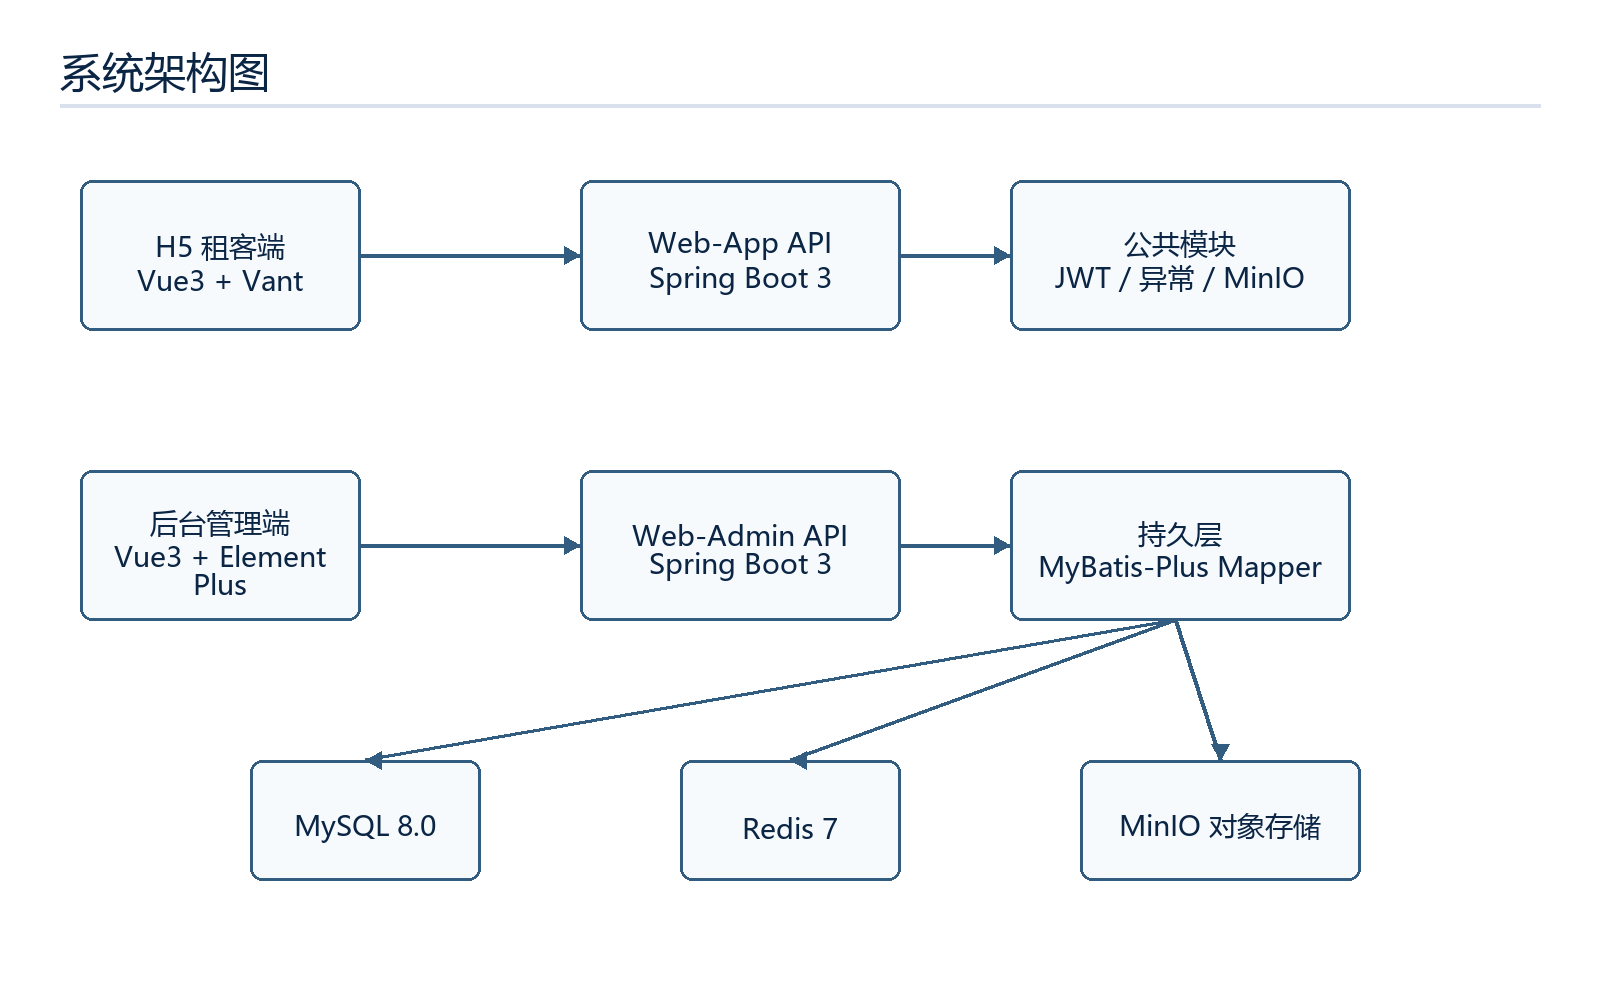 系统架构图
H5 租客端
Vue3 + Vant
Web-App API
Spring Boot 3
公共模块
JWT / 异常 / MinIO
后台管理端
Vue3 + Element
Plus
Web-Admin API
Spring Boot 3
持久层
MyBatis-Plus Mapper
MySQL 8.0
Redis 7
MinIO 对象存储